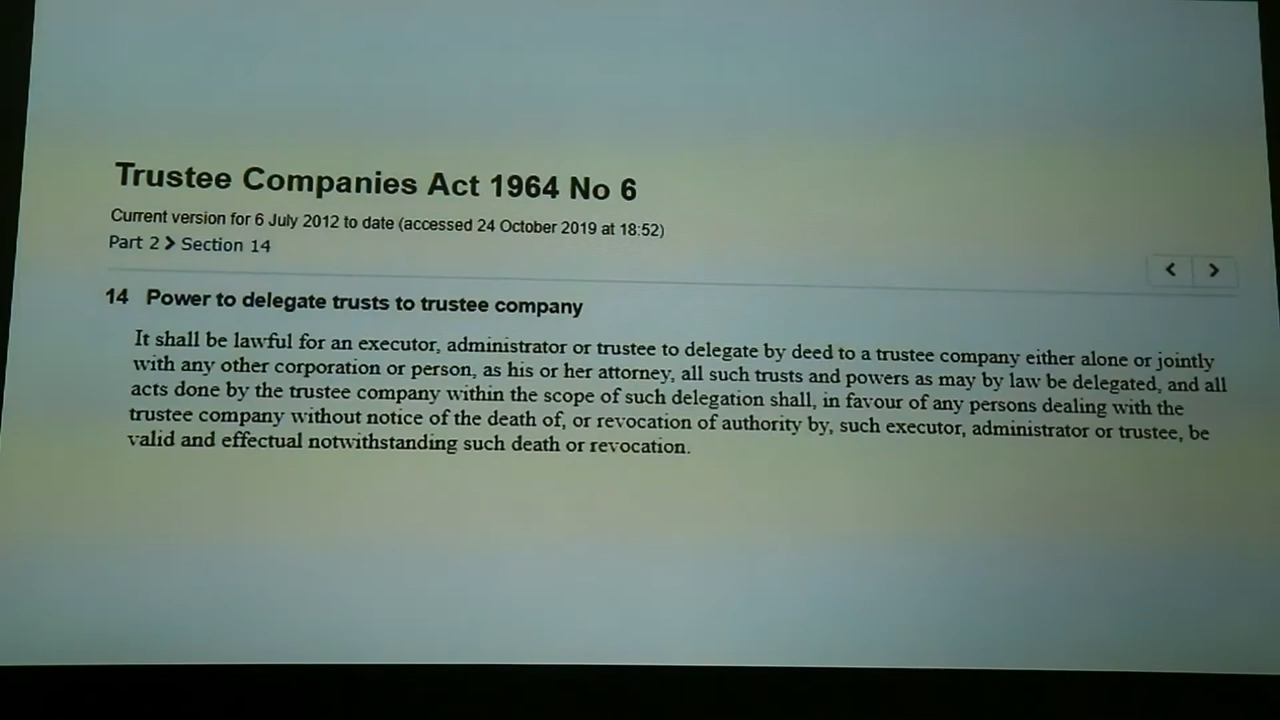 Trustee Companies Act 1964 No 6
Current version for 6 July 2012 to date (accessed 24 October 2019 at 18:52)
Part 2 > Section 14
< >
14 Power to delegate trusts to trustee company
It shall be lawful for an executor, administrator or trustee to delegate by deed to a trustee company either alone or jointly
with any other corporation or person, as his or her attorney, all such trusts and powers as may by law be delegated, and all
acts done by the trustee company within the scope of such delegation shall, in favour of any persons dealing with the
trustee company without notice of the death of, or revocation of authority by, such executor, administrator or trustee, be
valid and effectual notwithstanding such death or revocation.